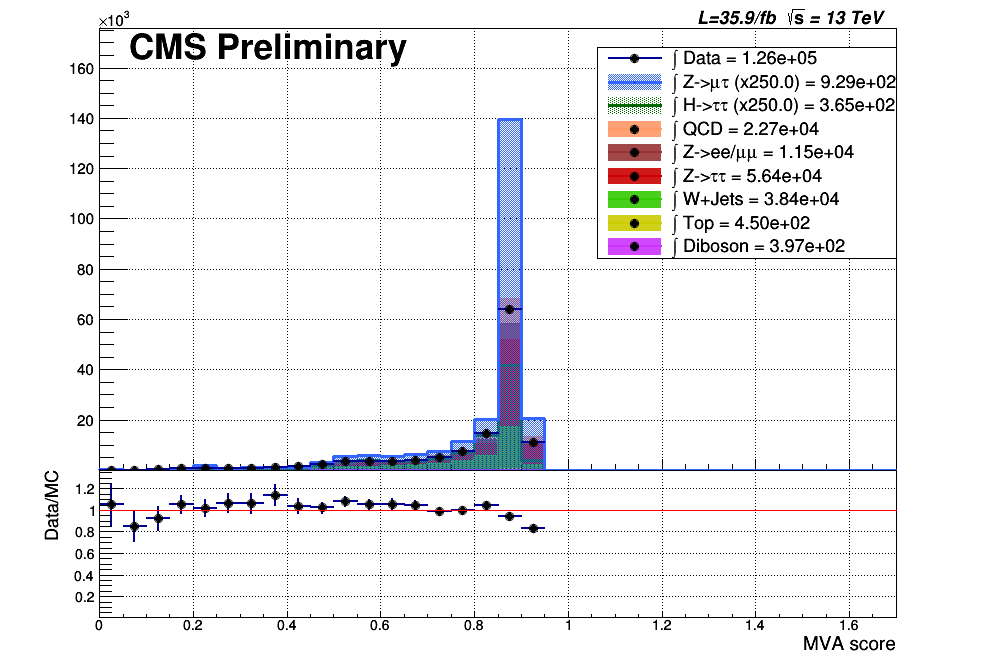 ×10³
L=35.9/fb √s = 13 TeV
CMS Preliminary
∫ Data = 1.26e+05
∫ Z->μτ (x250.0) = 9.29e+02
∫ H->ττ (x250.0) = 3.65e+02
∫ QCD = 2.27e+04
∫ Z->ee/μμ = 1.15e+04
∫ Z->ττ = 5.64e+04
∫ W+Jets = 3.84e+04
∫ Top = 4.50e+02
∫ Diboson = 3.97e+02
160
140
120
100
80
60
40
20
Data/MC
1.2
1
0.8
0.6
0.4
0.2
0 0.2 0.4 0.6 0.8 1 1.2 1.4 1.6
MVA score